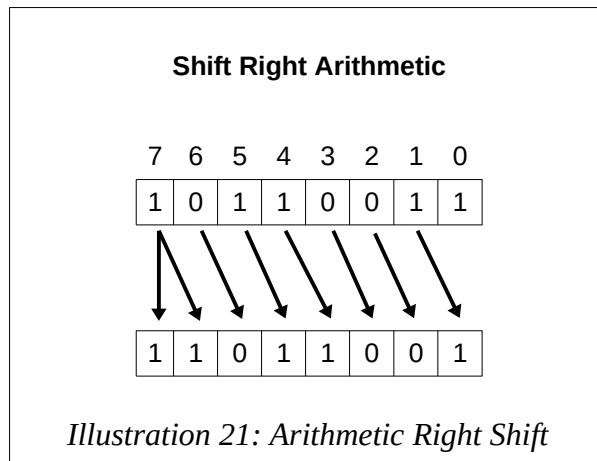 Shift Right Arithmetic
7 6 5 4 3 2 1 0
1 0 1 1 0 0 1 1
1 1 0 1 1 0 0 1
Illustration 21: Arithmetic Right Shift